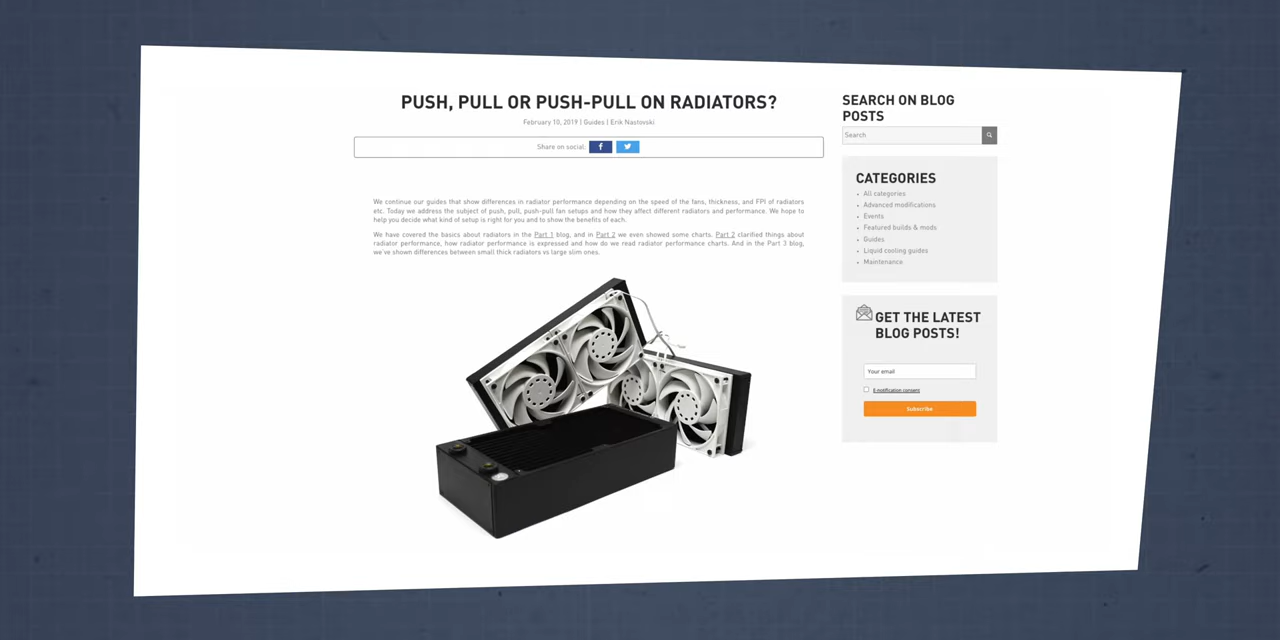 PUSH, PULL OR PUSH-PULL ON RADIATORS?
February 10, 2019 | Guides | Erik Nastovski
Share on social:
We continue our guides that show differences in radiator performance depending on the speed of the fans, thickness, and FPI of radiators
etc. Today we address the subject of push, pull, push-pull fan setups and how they affect different radiators and performance. We hope to
help you decide what kind of setup is right for you and to show the benefits of each.
We have covered the basics about radiators in the Part 1 blog, and in Part 2 we even showed some charts. Part 2 clarified things about
radiator performance, how radiator performance is expressed and how do we read radiator performance charts. And in the Part 3 blog,
we've shown differences between small thick radiators vs large slim ones.
SEARCH ON BLOG
POSTS
Search
CATEGORIES
All categories
Advanced modifications
Events
Featured builds & mods
Guides
Liquid cooling guides
Maintenance
GET THE LATEST
BLOG POSTS!
Your email
E-notification consent
Subscribe